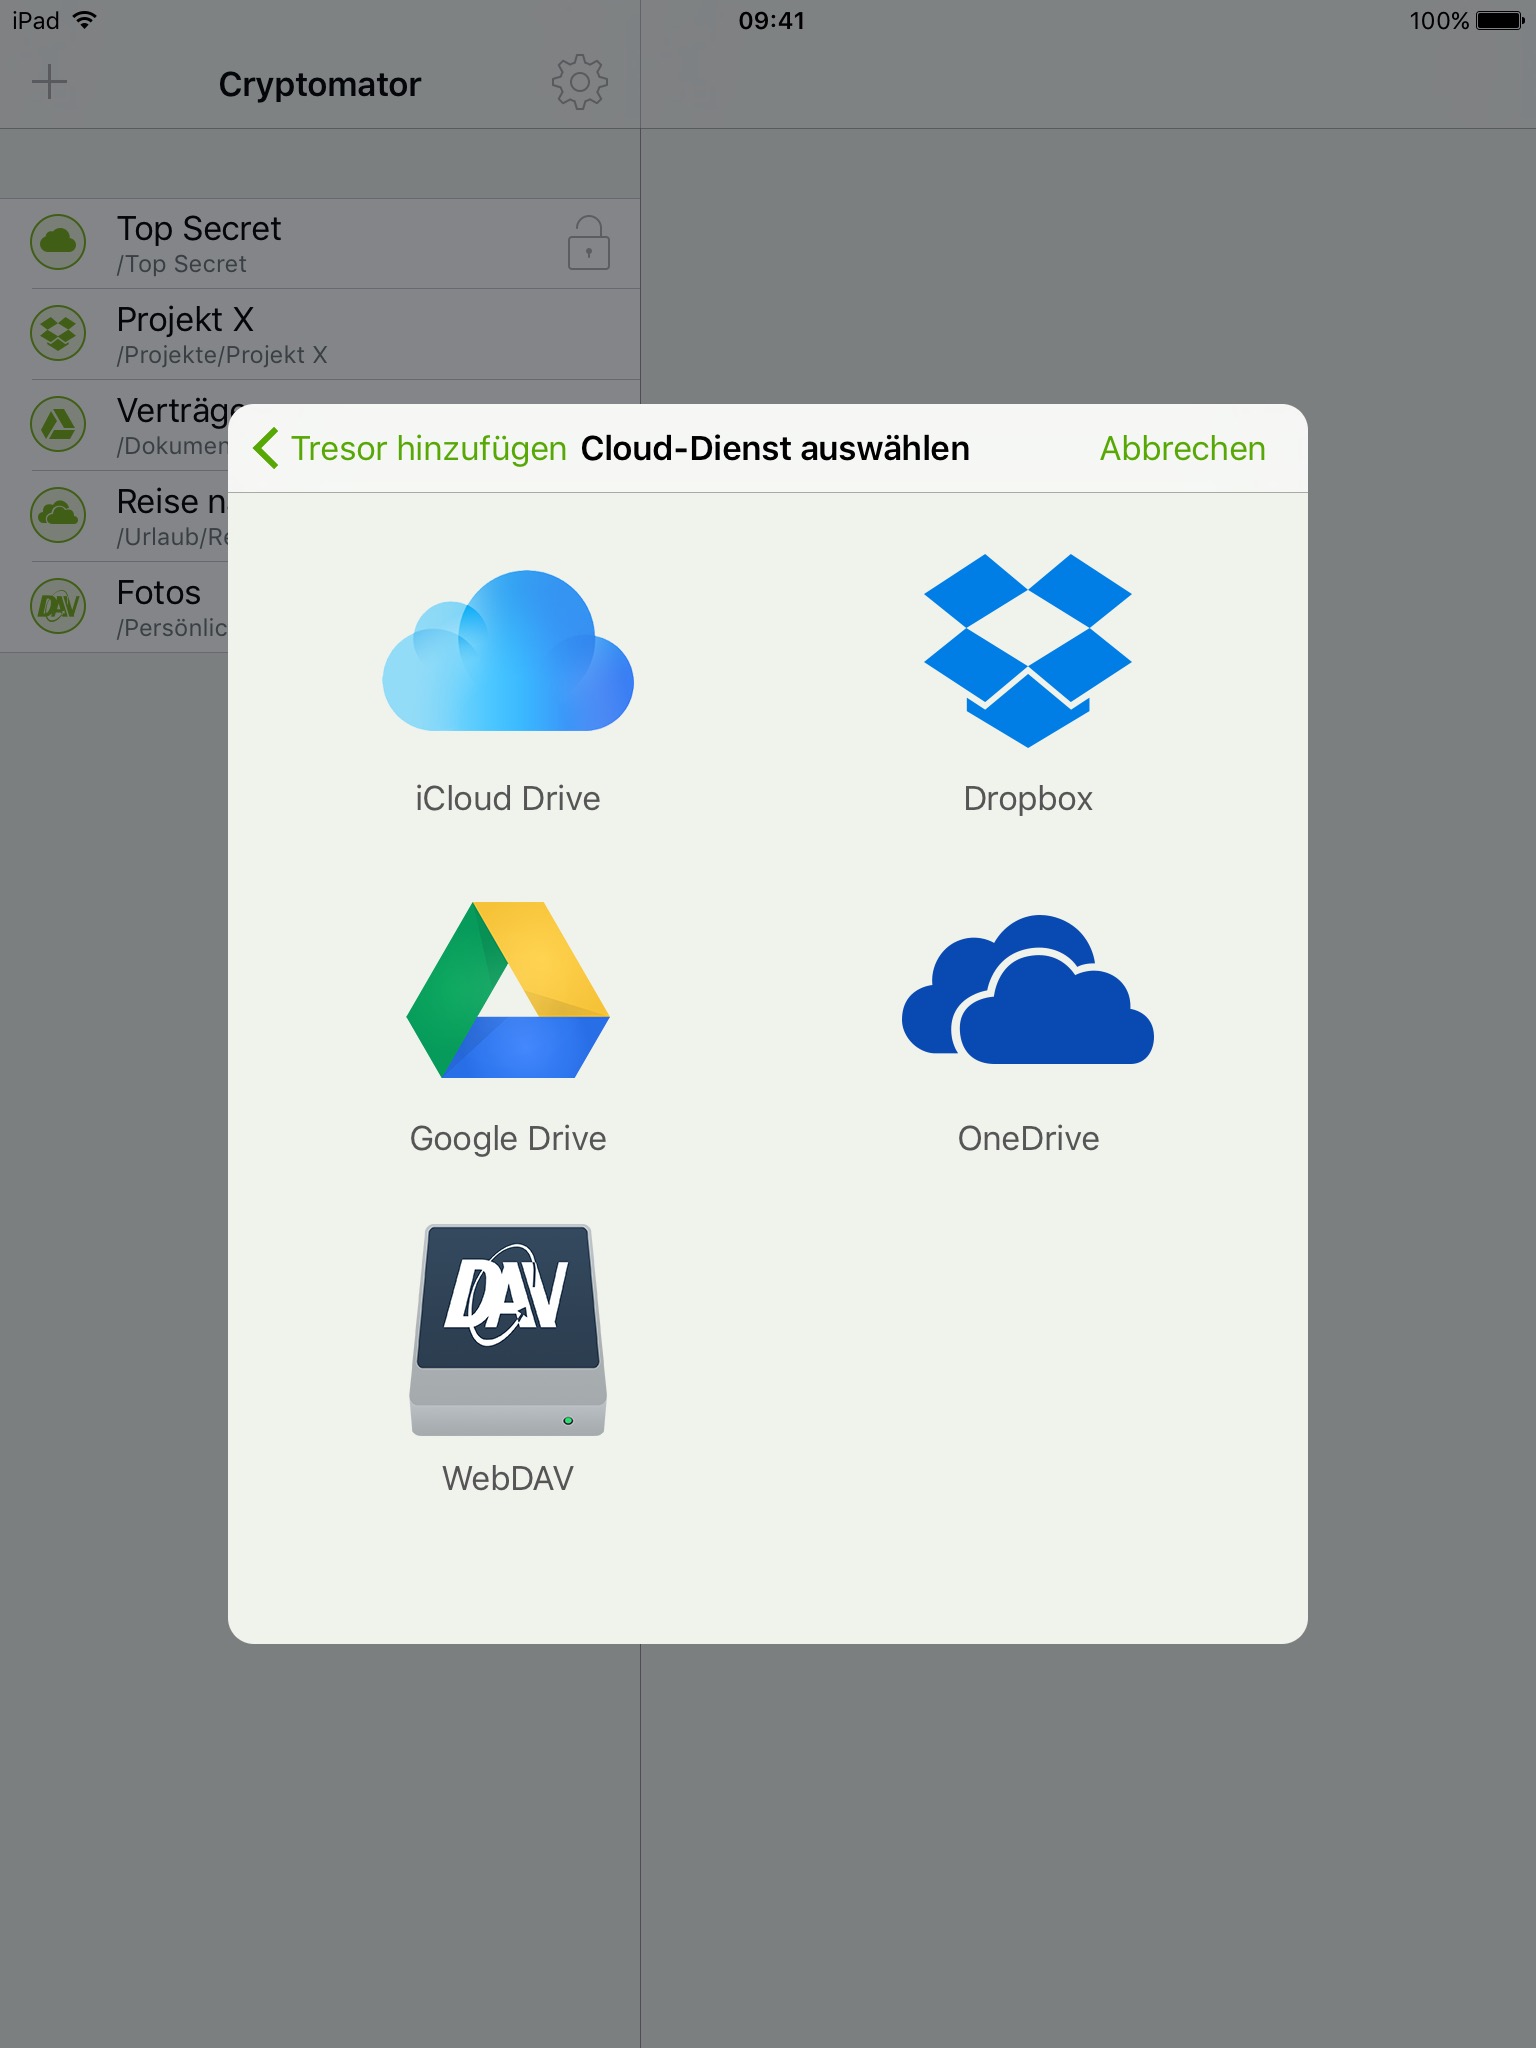 iPad 09:41 100%
Cryptomator
Top Secret
/Top Secret
Projekt X
/Projekte/Projekt X
Verträge
/Dokumen
Reise n
/Urlaub/Re
Fotos
/Persönlic
Tresor hinzufügen Cloud-Dienst auswählen Abbrechen
iCloud Drive Dropbox
Google Drive OneDrive
DAV
WebDAV